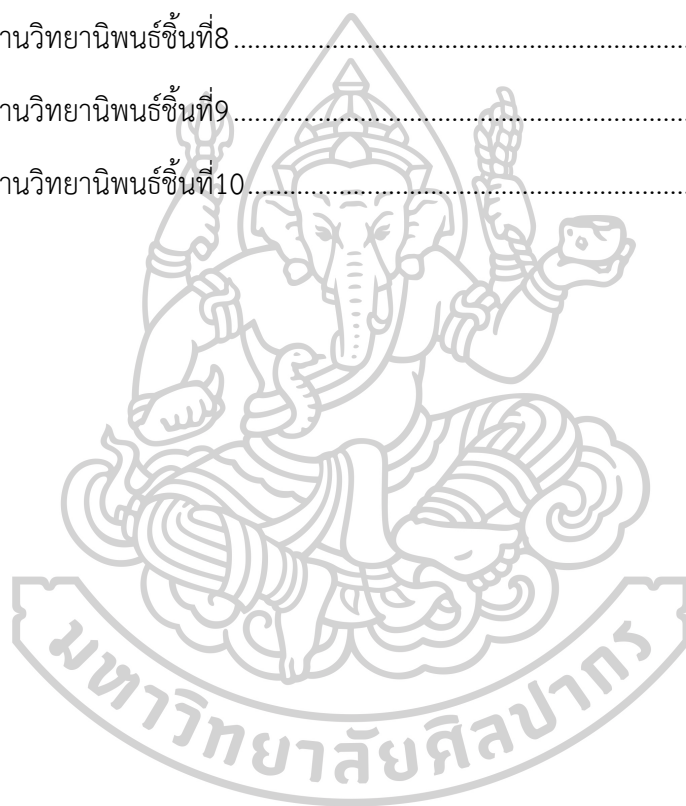 านวิทยานิพนธ์ชิ้นที่8
านวิทยานิพนธ์ชิ้นที่9
านวิทยานิพนธ์ชิ้นที่10
มหาวิทยาลัยศิลปากร